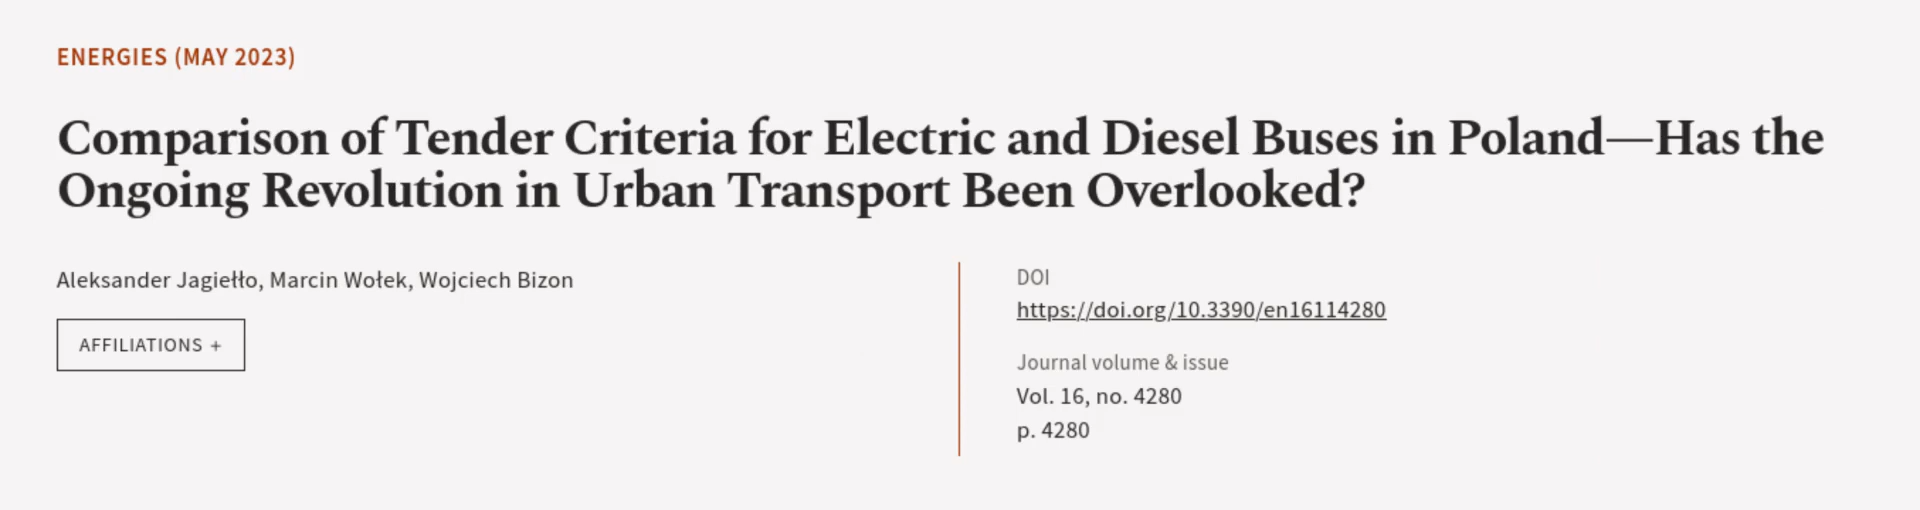 ENERGIES (MAY 2023)
Comparison of Tender Criteria for Electric and Diesel Buses in Poland—Has the
Ongoing Revolution in Urban Transport Been Overlooked?
Aleksander Jagiełło, Marcin Wołek, Wojciech Bizon
AFFILIATIONS +
DOI
https://doi.org/10.3390/en16114280
Journal volume & issue
Vol. 16, no. 4280
p. 4280